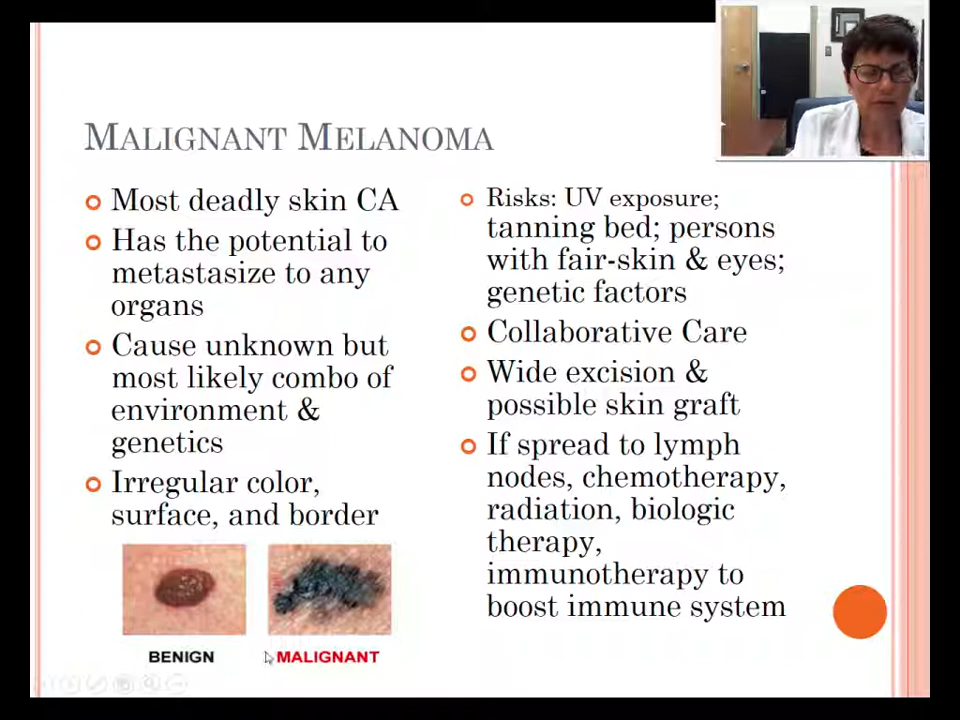 MALIGNANT MELANOMA
Most deadly skin CA
Has the potential to
metastasize to any
organs
Cause unknown but
most likely combo of
environment &
genetics
Irregular color,
surface, and border
BENIGN
MALIGNANT
Risks: UV exposure;
tanning bed; persons
with fair-skin & eyes;
genetic factors
Collaborative Care
Wide excision &
possible skin graft
If spread to lymph
nodes, chemotherapy,
radiation, biologic
therapy,
immunotherapy to
boost immune system